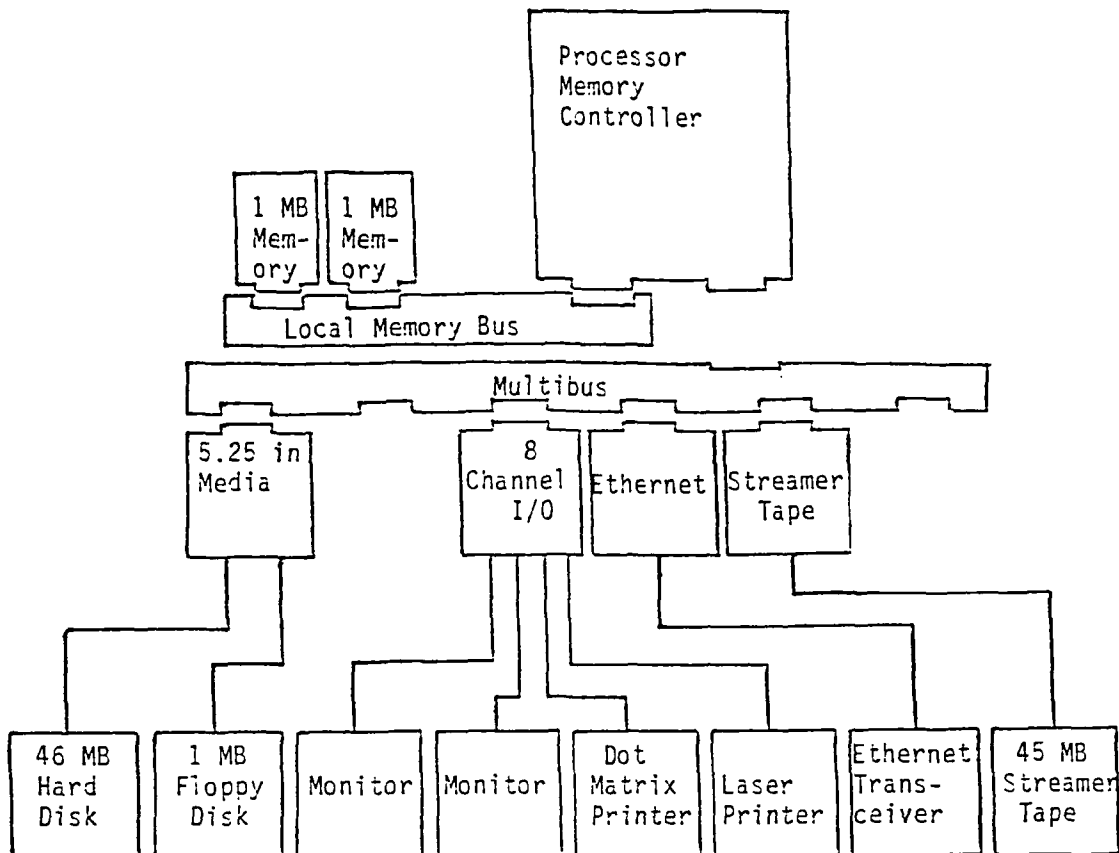 Processor
Memory
Controller
1 MB
Mem-
ory
1 MB
Mem-
ory
Local Memory Bus
Multibus
5.25 in
Media
8
Channel
I/O
Ethernet
Streamer
Tape
46 MB
Hard
Disk
1 MB
Floppy
Disk
Monitor
Monitor
Dot
Matrix
Printer
Laser
Printer
Ethernet
Trans-
ceiver
45 MB
Streamer
Tape